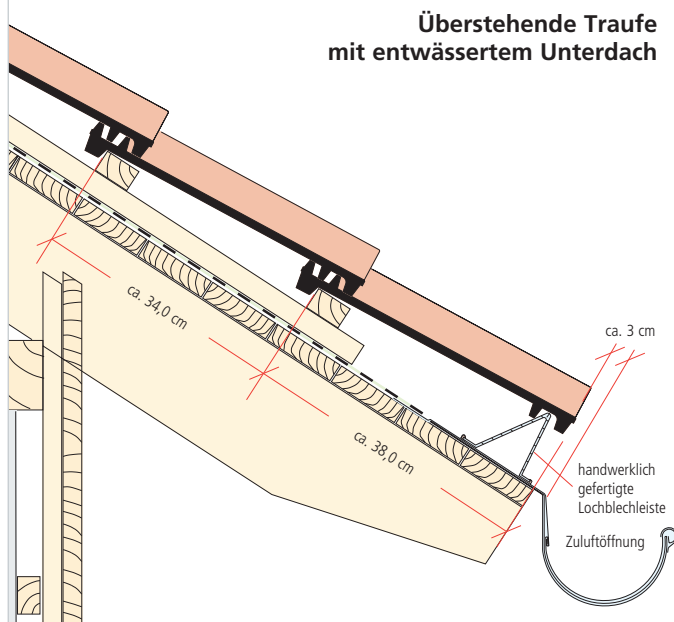 Überstehende Traufe
mit entwässertem Unterdach
ca. 34,0 cm
ca. 3 cm
ca. 38,0 cm
handwerklich
gefertigte
Lochblechleiste
Zuluftöffnung